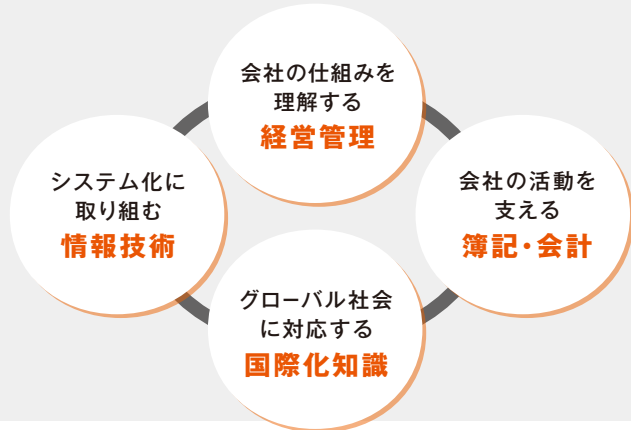 会社の仕組みを
理解する
経営管理
システム化に
取り組む
情報技術
会社の活動を
支える
簿記・会計
グローバル社会
に対応する
国際化知識